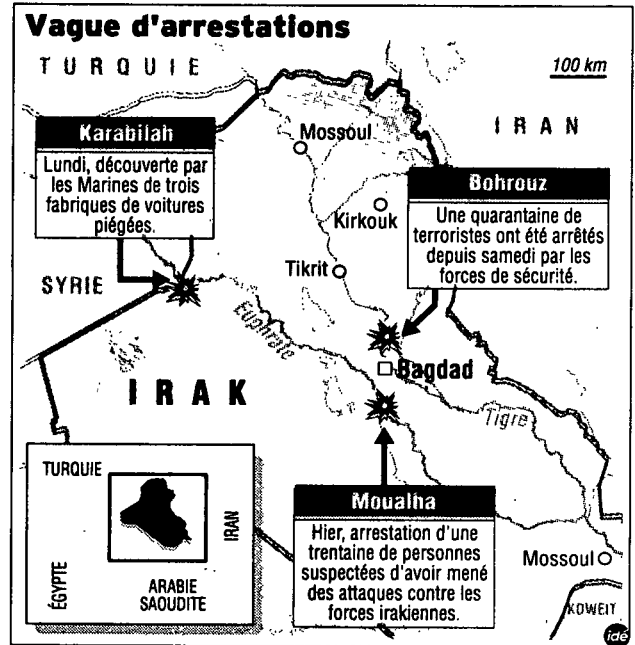 Vague d'arrestations
TURQUIE
100 km
IRAN
Karabilah
Lundi, découverte par
les Marines de trois
fabriques de voitures
piégées.
Mossoul
Kirkouk
Bohrouz
Une quarantaine de
terroristes ont été arrêtés
depuis samedi par les
forces de sécurité.
Tikrit
SYRIE
Euphrate
Bagdad
IRAK
Tigre
TURQUIE
IRAN
ÉGYPTE
ARABIE
SAOUDITE
Moualha
Hier, arrestation d'une
trentaine de personnes
suspectées d'avoir mené
des attaques contre les
forces irakiennes.
Mossoul
KOWEIT
idé